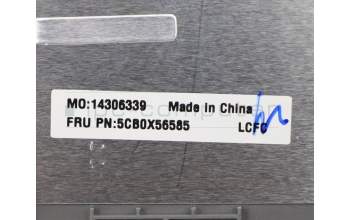 MO:14306339 Made in China
FRU PN:5CB0X56585 LCFC